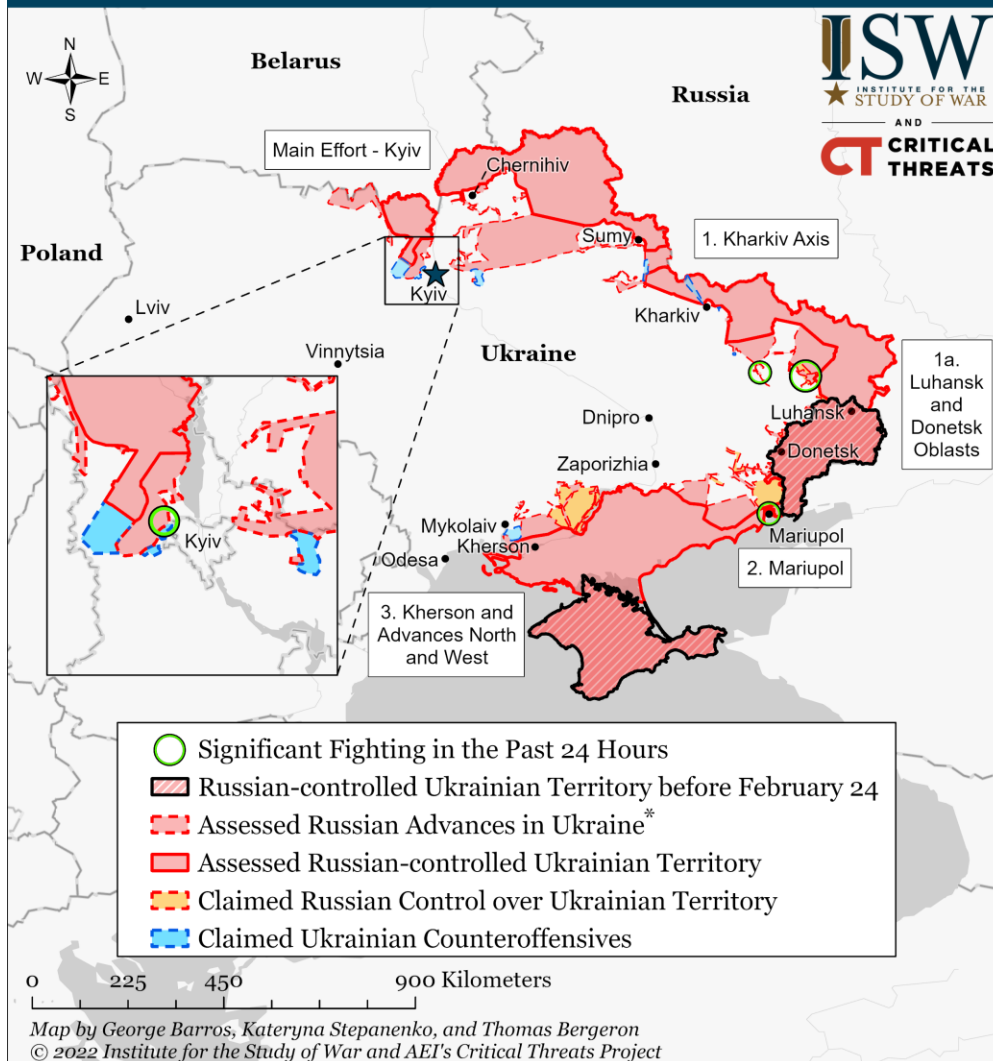 N
W
E
S
Belarus
Russia
ISW
INSTITUTE FOR THE
STUDY OF WAR
AND
CT CRITICAL
THREATS
Main Effort - Kyiv
Chernihiv
Poland
Sumy
1. Kharkiv Axis
Kyiv
Lviv
Kharkiv
Vinnytsia
Ukraine
1a.
Luhansk
and
Donetsk
Oblasts
Dnipro
Luhansk
Donetsk
Zaporizhia
Kyiv
Mykolaiv
Kherson
Odesa
Mariupol
2. Mariupol
3. Kherson and
Advances North
and West
Significant Fighting in the Past 24 Hours
Russian-controlled Ukrainian Territory before February 24
Assessed Russian Advances in Ukraine*
Assessed Russian-controlled Ukrainian Territory
Claimed Russian Control over Ukrainian Territory
Claimed Ukrainian Counteroffensives
0 225 450 900 Kilometers
Map by George Barros, Kateryna Stepanenko, and Thomas Bergeron
© 2022 Institute for the Study of War and AEI's Critical Threats Project